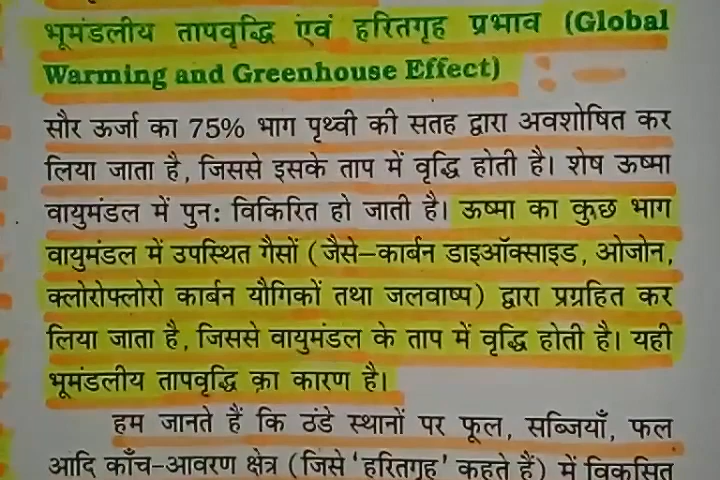 भूमंडलीय तापवृद्धि एवं हरितगृह प्रभाव (Global
Warming and Greenhouse Effect)
सौर ऊर्जा का 75% भाग पृथ्वी की सतह द्वारा अवशोषित कर
लिया जाता है, जिससे इसके ताप में वृद्धि होती है। शेष ऊष्मा
वायुमंडल में पुन: विकिरित हो जाती है। ऊष्मा का कुछ भाग
वायुमंडल में उपस्थित गैसों (जैसे–कार्बन डाइऑक्साइड, ओजोन,
क्लोरोफ्लोरो कार्बन यौगिकों तथा जलवाष्प) द्वारा प्रग्रहित कर
लिया जाता है, जिससे वायुमंडल के ताप में वृद्धि होती है। यही
भूमंडलीय तापवृद्धि का कारण है।
हम जानते हैं कि ठंडे स्थानों पर फूल, सब्जियाँ, फल
आदि काँच-आवरण क्षेत्र (जिसे 'हरितगृह' कहते हैं) में विकसित